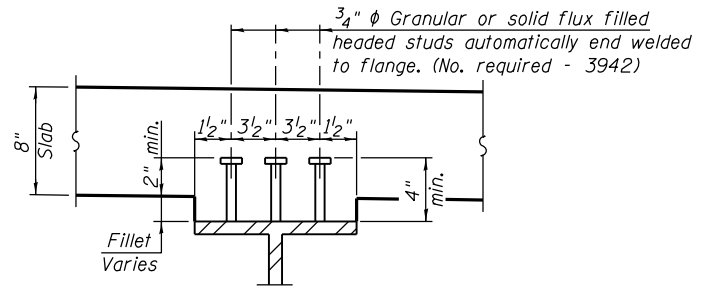 3/4" ϕ Granular or solid flux filled
headed studs automatically end welded
to flange. (No. required - 3942)
1 1/2" 3 1/2" 3 1/2" 1 1/2"
8"
Slab
2" min.
4"
min.
Fillet
Varies